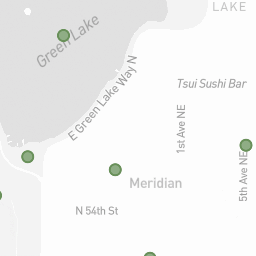 LAKE
Green Lake
E Green Lake Way N
Tsui Sushi Bar
1st Ave NE
5th Ave NE
Meridian
N 54th St